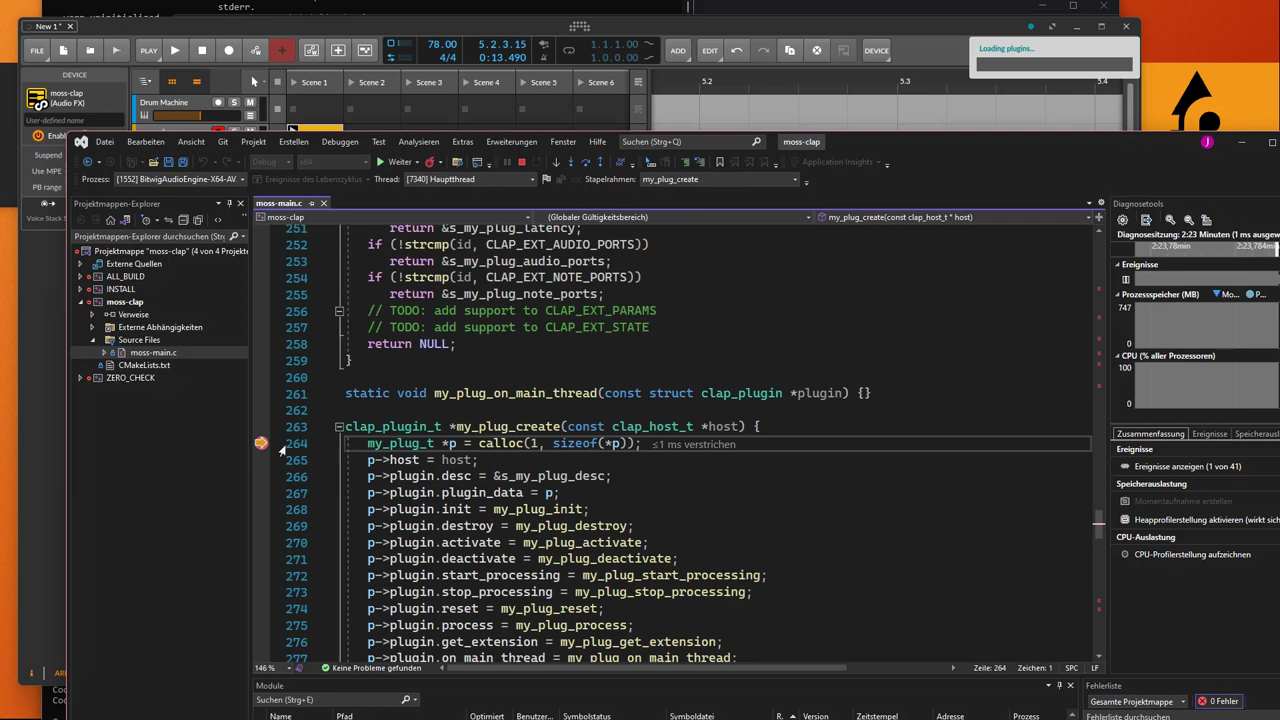 stderr.
New 1*
FILE
PLAY
78.00
4/4
5.2.3.15
0:00:13.490
1.1.1.00
ADD
EDIT
DEVICE
Loading plugins...
DEVICE
moss-clap
(Audio FX)
User-defined name
Suspend
Use MPE
PB range
Voice Stack
Scene 1
Scene 2
Scene 3
Scene 4
Scene 5
Scene 6
5.2
5.3
5.4
Drum Machine
S
M
Datei
Bearbeiten
Ansicht
Git
Projekt
Erstellen
Debuggen
Test
Analysieren
Extras
Erweiterungen
Fenster
Hilfe
Suchen (Strg+Q)
moss-clap
J
Debug
x64
Weiter
Application Insights
Prozess:
[1552] BitwigAudioEngine-X64-AV.
Ereignisse des Lebenszyklus
Thread:
[7340] Hauptthread
Stapelrahmen:
my_plug_create
Projektmappen-Explorer
Projektmappen-Explorer durchsuchen (Strg
Projektmappe "moss-clap" (4 von 4 Projekte
Externe Quellen
ALL_BUILD
INSTALL
moss-clap
Verweise
Externe Abhängigkeiten
Source Files
moss-main.c
CMakeLists.txt
ZERO_CHECK
moss-main.c
moss-clap
(Globaler Gültigkeitsbereich)
my_plug_create(const clap_host_t * host)
251 return &s_my_plug_latency;
252 if (!strcmp(id, CLAP_EXT_AUDIO_PORTS))
253 return &s_my_plug_audio_ports;
254 if (!strcmp(id, CLAP_EXT_NOTE_PORTS))
255 return &s_my_plug_note_ports;
256 // TODO: add support to CLAP_EXT_PARAMS
257 // TODO: add support to CLAP_EXT_STATE
258 return NULL;
259 }
260
261 static void my_plug_on_main_thread(const struct clap_plugin *plugin) {}
262
263 clap_plugin_t *my_plug_create(const clap_host_t *host) {
264 my_plug_t *p = calloc(1, sizeof(*p)); ≤1 ms verstrichen
265 p->host = host;
266 p->plugin.desc = &s_my_plug_desc;
267 p->plugin.plugin_data = p;
268 p->plugin.init = my_plug_init;
269 p->plugin.destroy = my_plug_destroy;
270 p->plugin.activate = my_plug_activate;
271 p->plugin.deactivate = my_plug_deactivate;
272 p->plugin.start_processing = my_plug_start_processing;
273 p->plugin.stop_processing = my_plug_stop_processing;
274 p->plugin.reset = my_plug_reset;
275 p->plugin.process = my_plug_process;
276 p->plugin.get_extension = my_plug_get_extension;
277 p->plugin.on_main_thread = my_plug_on_main_thread;
146 %
Keine Probleme gefunden
Zeile: 264
Zeichen: 1
SPC
LF
Module
Suchen (Strg+E)
Name
Pfad
Optimiert
Benutzer...
Symbolstatus
Symboldatei
R.
Version
Zeitstempel
Adresse
Prozess
Diagnosetools
Diagnosesitzung: 2:23 Minuten (1 ms ausgew
2:23,78min
2:23,784min
Ereignisse
Prozessspeicher (MB)
Mo...
P...
747
0
CPU (% aller Prozessoren)
100
0
Zusammenfassung
Ereignisse
Speicherausl
Ereignisse
Ereignisse anzeigen (1 von 41)
Speicherauslastung
Momentaufnahme erstellen
Heapprofilerstellung aktivieren (wirkt sich
CPU-Auslastung
CPU-Profilerstellung aufzeichnen
Fehlerliste
Gesamte Projektmappe
0 Fehler